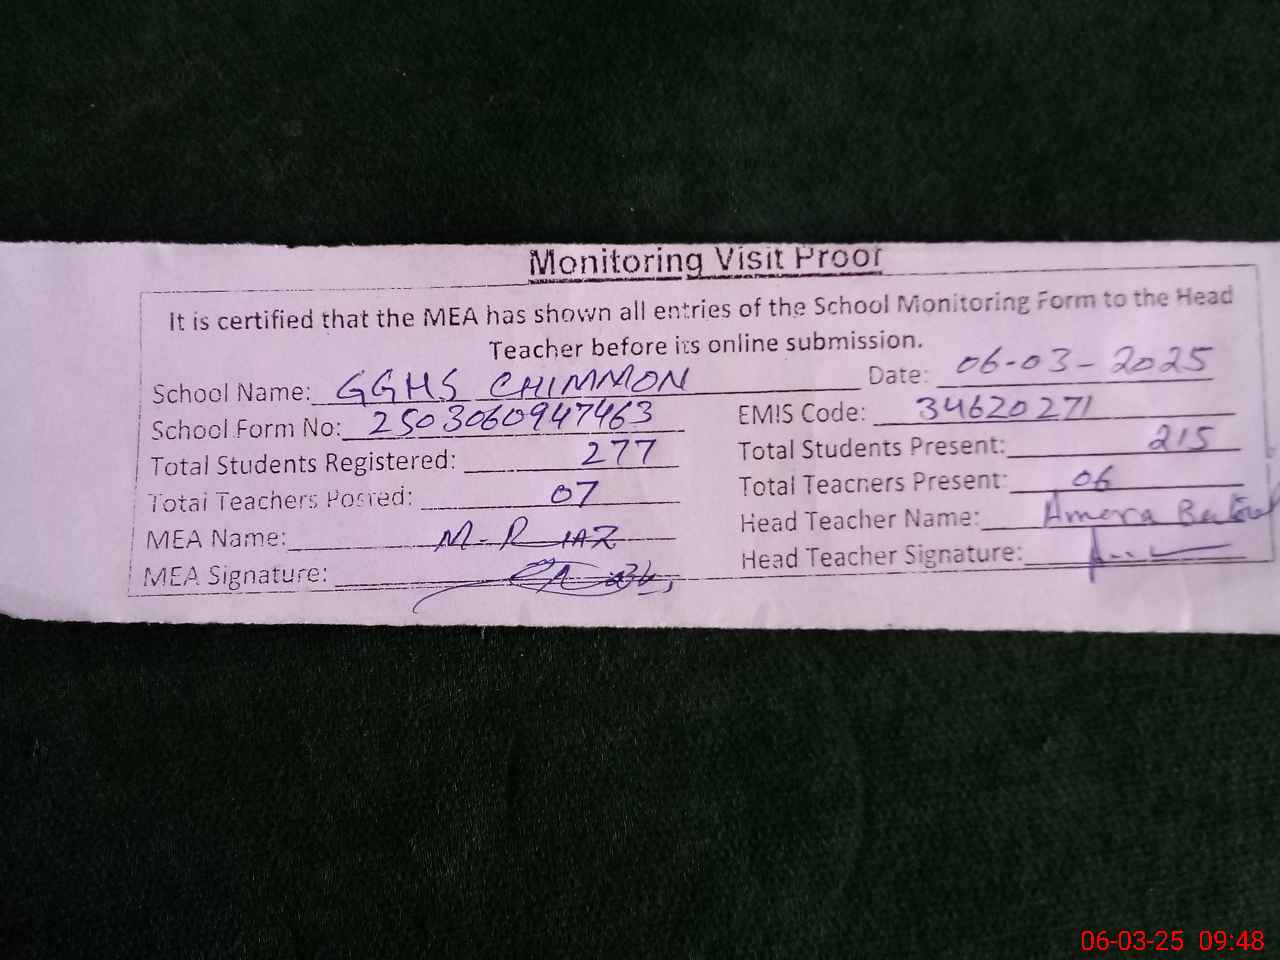 Monitoring Visit Proof
It is certified that the MEA has shown all entries of the School Monitoring Form to the Head
Teacher before its online submission.
School Name: GGHS CHIMMON Date: 06-03-2025
School Form No: 2503060947463 EMIS Code: 34620271
Total Students Registered: 277 Total Students Present: 215
Total Teachers Posted: 07 Total Teachers Present: 06
MEA Name: M-RIAZ Head Teacher Name: Amera
MEA Signature: Head Teacher Signature:
06-03-25 09:48